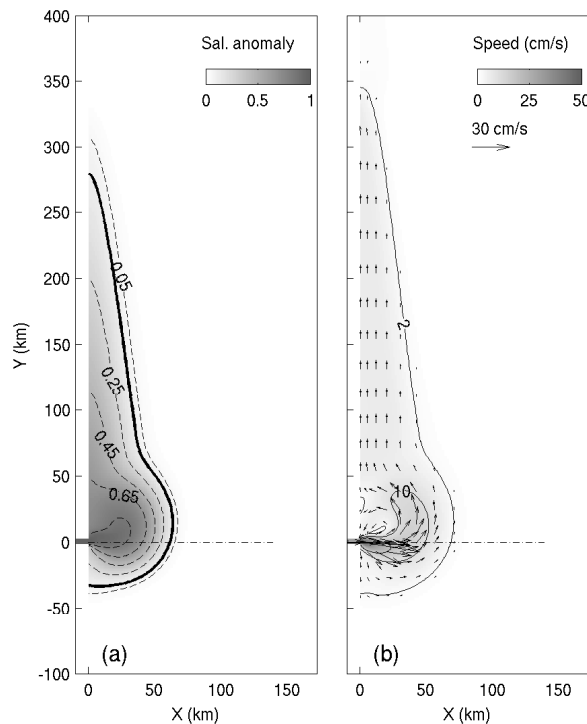 400
350
300
250
200
150
100
50
0
-50
-100
Y (km)
Sal. anomaly
0 0.5 1
0.05
0.25
0.45
0.65
(a)
0 50 100 150
X (km)
Speed (cm/s)
0 25 50
30 cm/s
2
10
(b)
0 50 100 150
X (km)